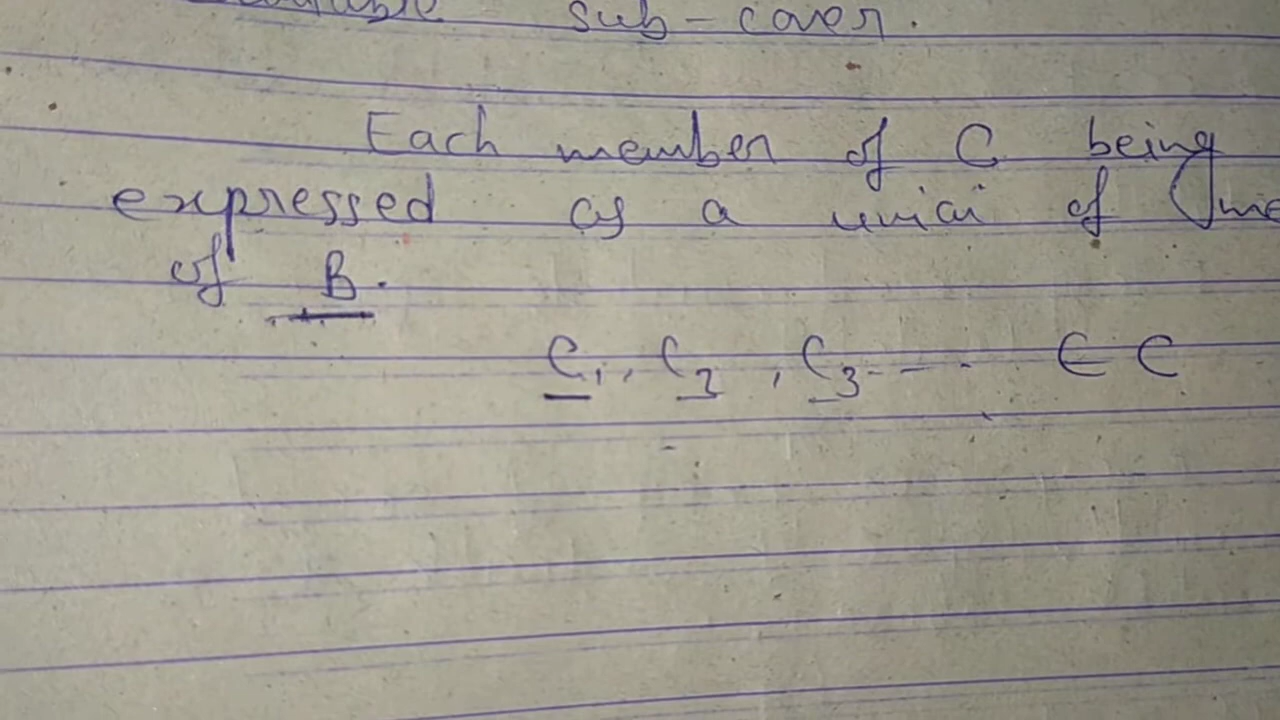 sub-cover.
Each member of C being
expressed as a union of
of B.
C1, C2, C3 - - - ∈ C